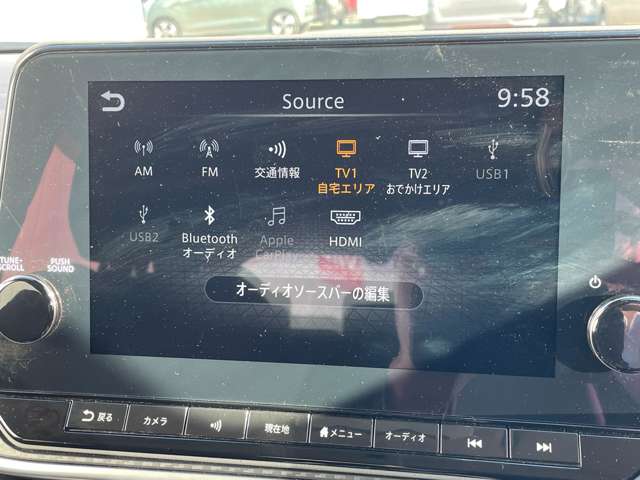 Source 9:58
AM FM 交通情報 TV1 TV2 USB1
自宅エリア おでかけエリア
USB2 Bluetooth Apple HDMI
オーディオ CarPlay
TUNE· PUSH
SCROLL SOUND
オーディオソースバーの編集
戻る カメラ 現在地 メニュー オーディオ